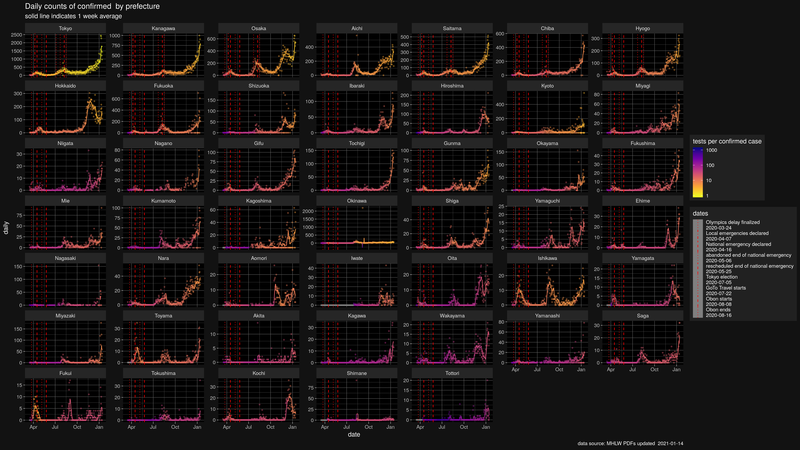 Daily counts of confirmed by prefecture
solid line indicates 1 week average
Tokyo
Kanagawa
Osaka
Aichi
Saitama
Chiba
Hyogo
Hokkaido
Fukuoka
Shizuoka
Ibaraki
Hiroshima
Kyoto
Miyagi
Niigata
Nagano
Gifu
Tochigi
Gunma
Okayama
Fukushima
Mie
Kumamoto
Kagoshima
Okinawa
Shiga
Yamaguchi
Ehime
Nagasaki
Nara
Aomori
Iwate
Oita
Ishikawa
Yamagata
Miyazaki
Toyama
Akita
Kagawa
Wakayama
Yamanashi
Saga
Fukui
Tokushima
Kochi
Shimane
Tottori
Apr Jul Oct Jan
daily
date
tests per confirmed case
1000
100
10
1
dates
Olympics delay finalized
2020-03-24
Local emergencies declared
2020-04-07
National emergency declared
2020-04-16
abandoned end of national emergency
2020-05-06
rescheduled end of national emergency
2020-05-25
Tokyo election
2020-07-05
GoTo Travel starts
2020-07-22
Obon starts
2020-08-08
Obon ends
2020-08-16
data source: MHLW PDFs updated 2021-01-14